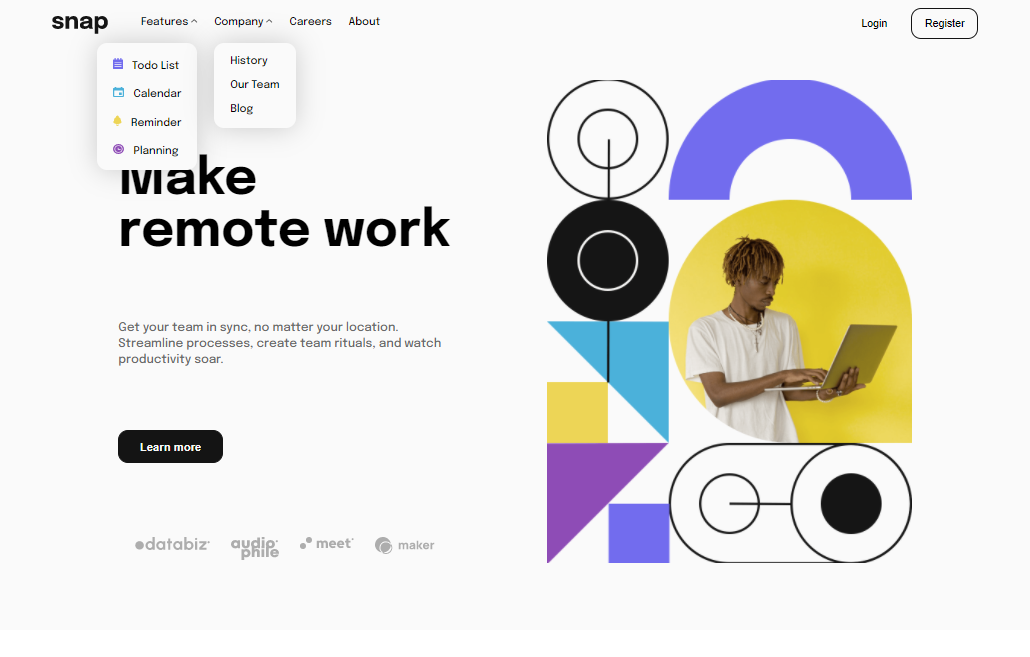 snap Features Company Careers About Login Register
Todo List
Calendar
Reminder
Planning
History
Our Team
Blog
Make
remote work
Get your team in sync, no matter your location.
Streamline processes, create team rituals, and watch
productivity soar.
Learn more
databiz audiophile meet maker